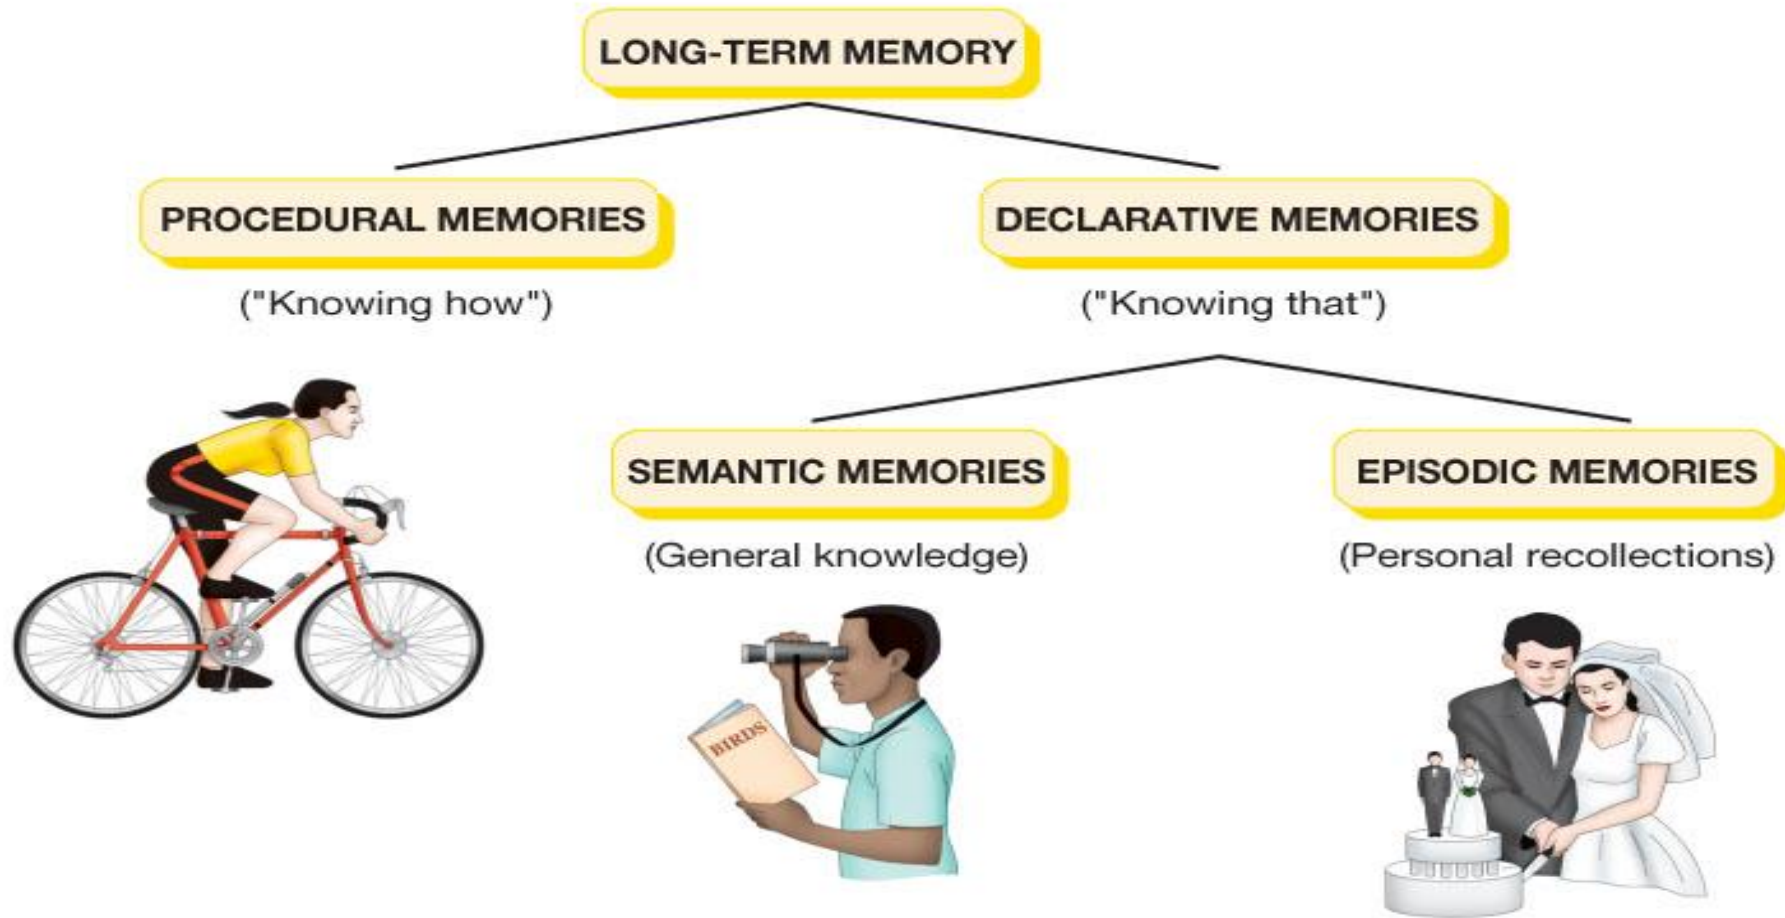 LONG-TERM MEMORY
PROCEDURAL MEMORIES
DECLARATIVE MEMORIES
("Knowing how")
("Knowing that")
SEMANTIC MEMORIES
EPISODIC MEMORIES
(General knowledge)
(Personal recollections)
BIRDS